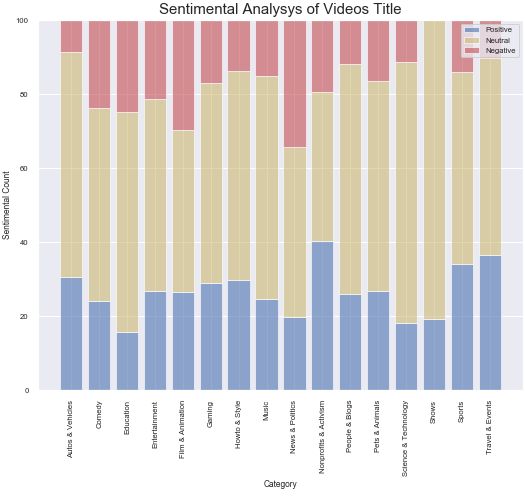 Sentimental Analysys of Videos Title
Positive
Neutral
Negative
Sentimental Count
100
80
60
40
20
0
Autos & Vehicles
Comedy
Education
Entertainment
Film & Animation
Gaming
Howto & Style
Music
News & Politics
Nonprofits & Activism
People & Blogs
Pets & Animals
Science & Technology
Shows
Sports
Travel & Events
Category